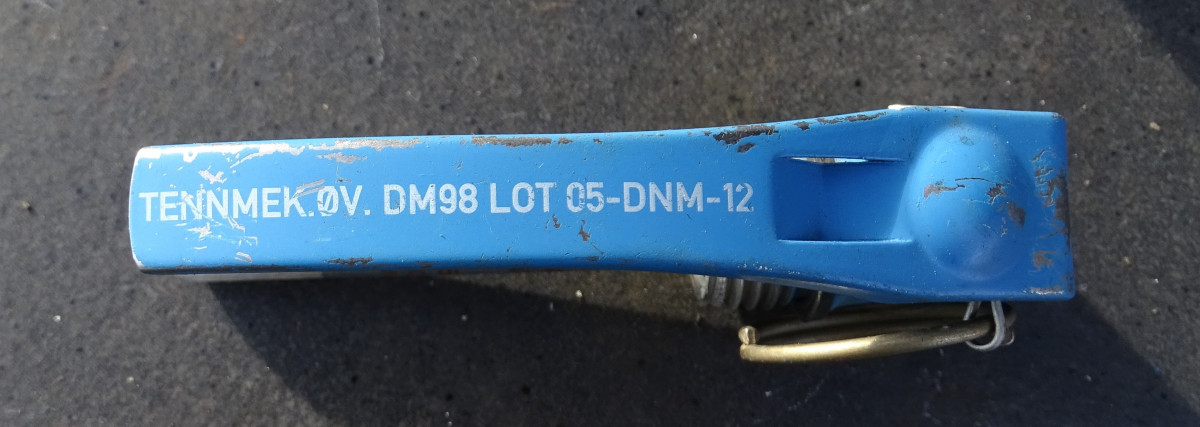 TENNMEK.ØV. DM98 LOT 05-DNM-12